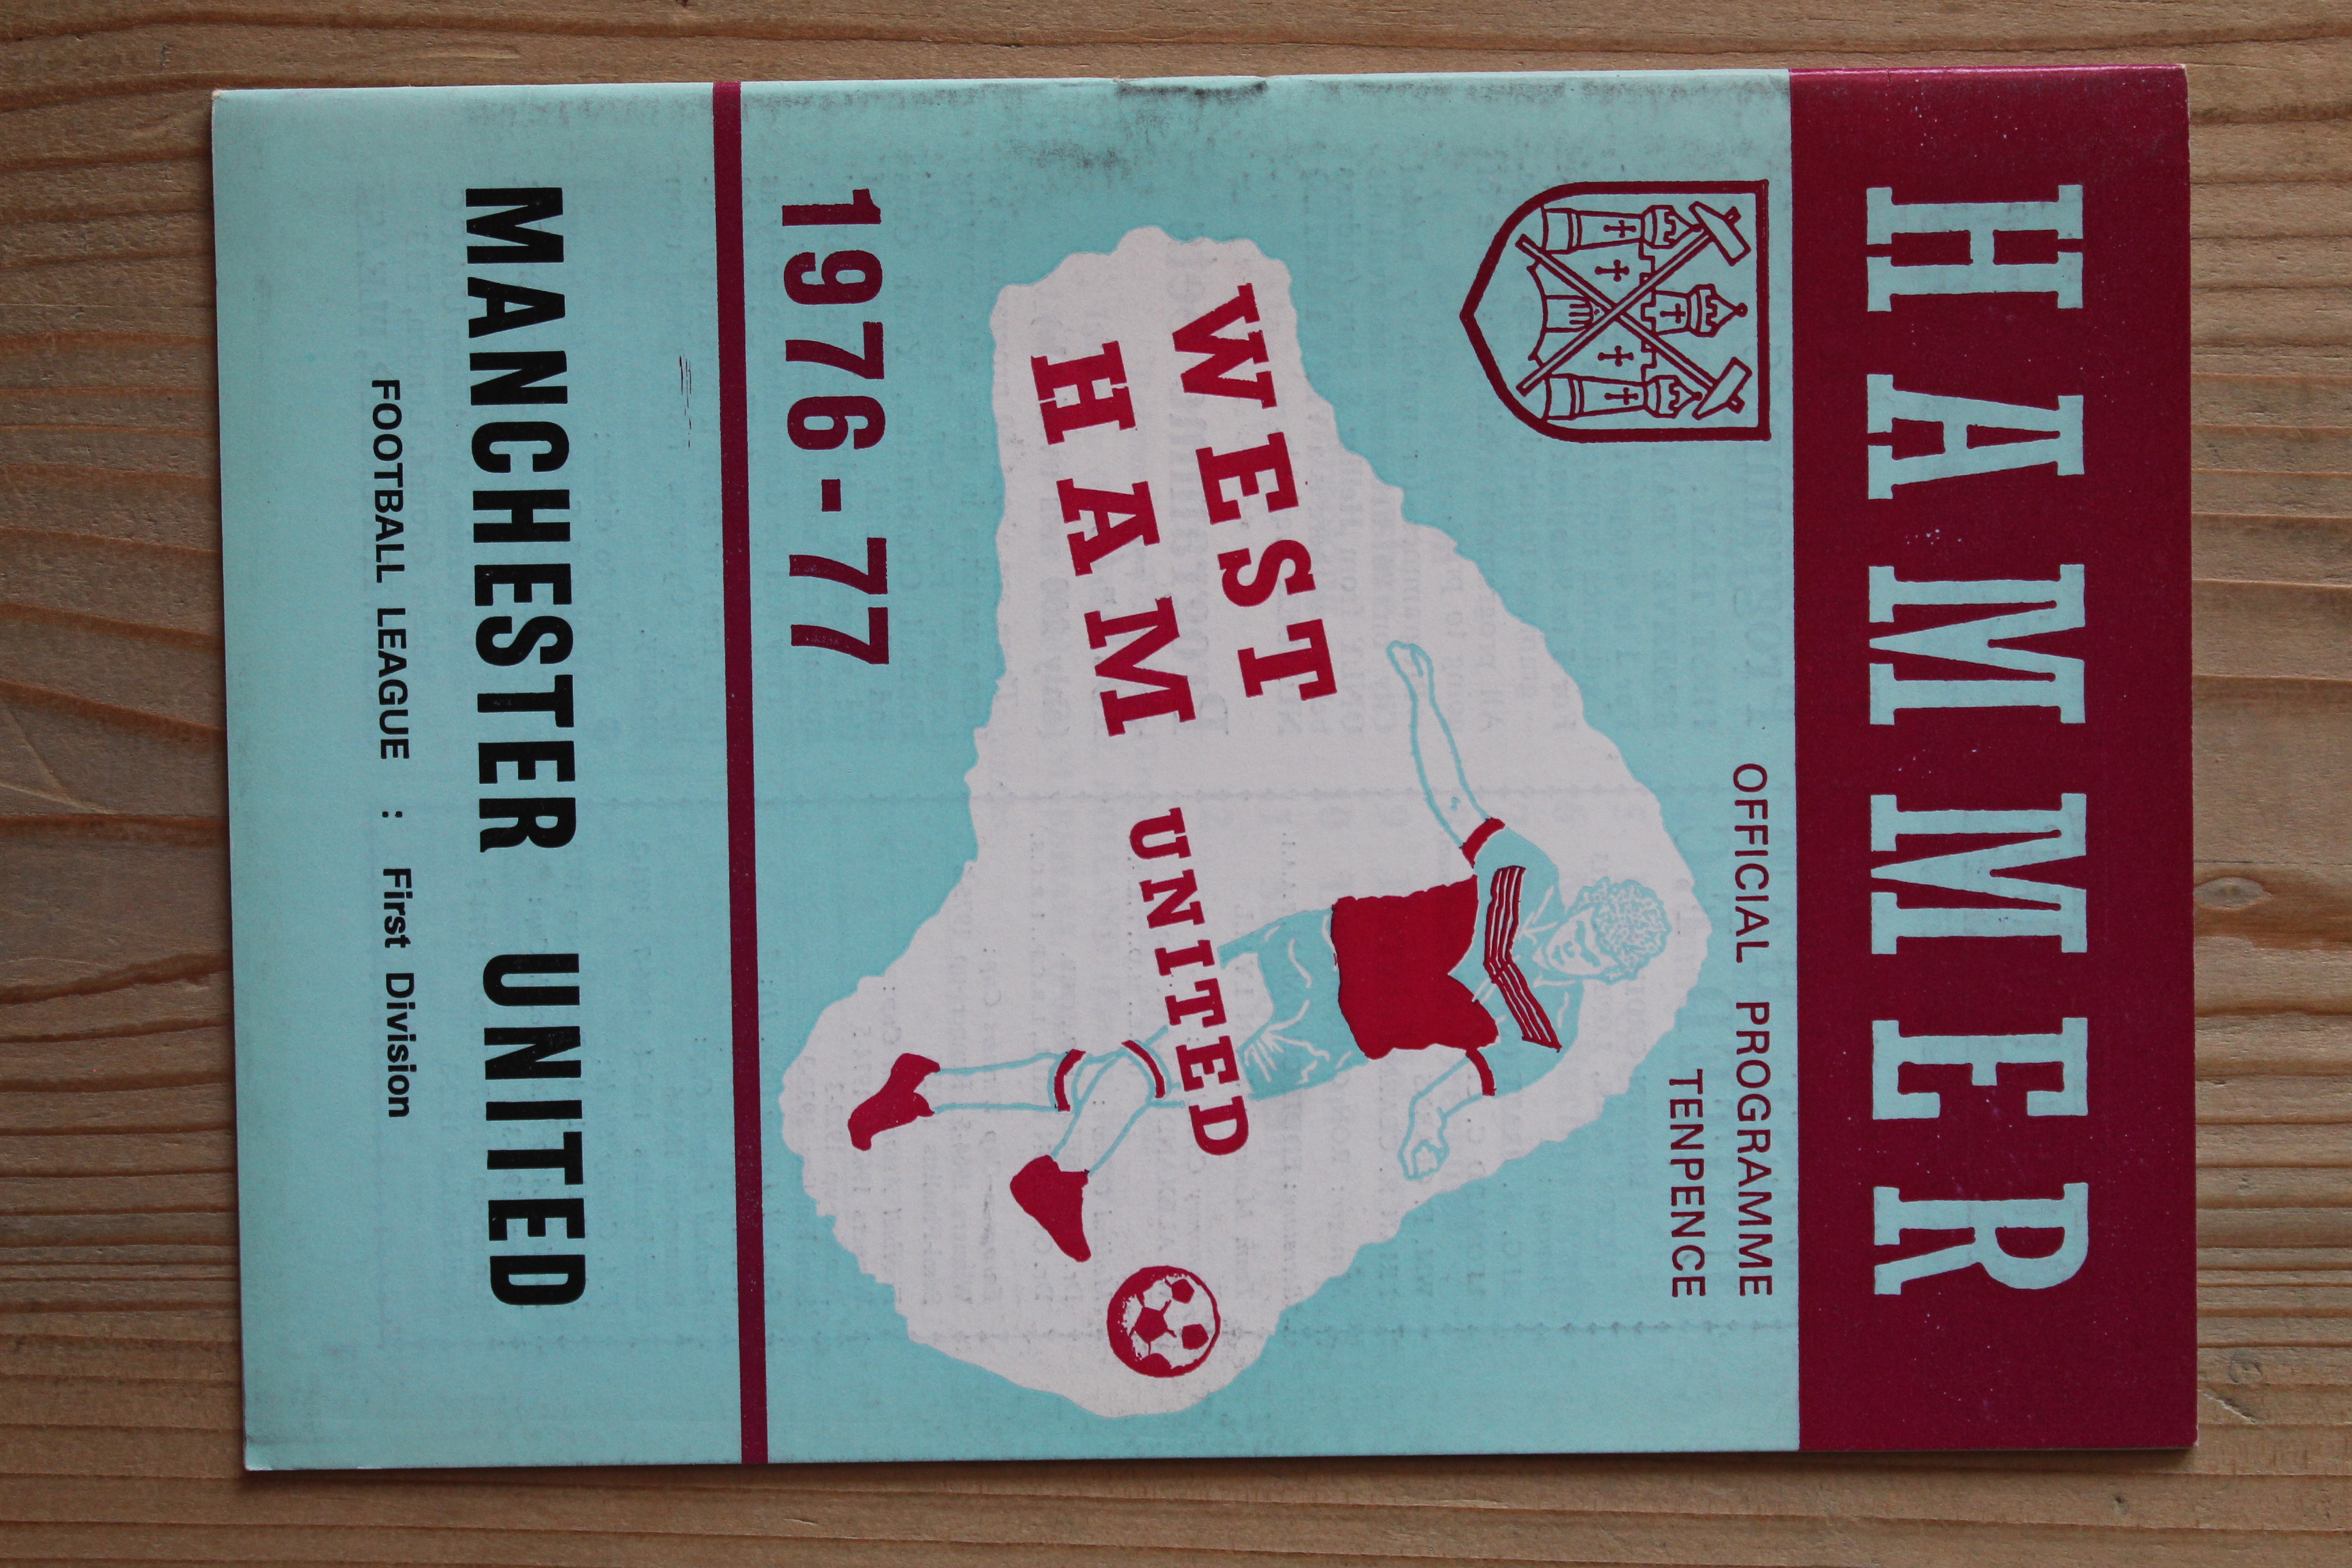 HAMMER
OFFICIAL PROGRAMME
TENPENCE
WEST
HAM UNITED
1976-77
MANCHESTER UNITED
FOOTBALL LEAGUE : First Division